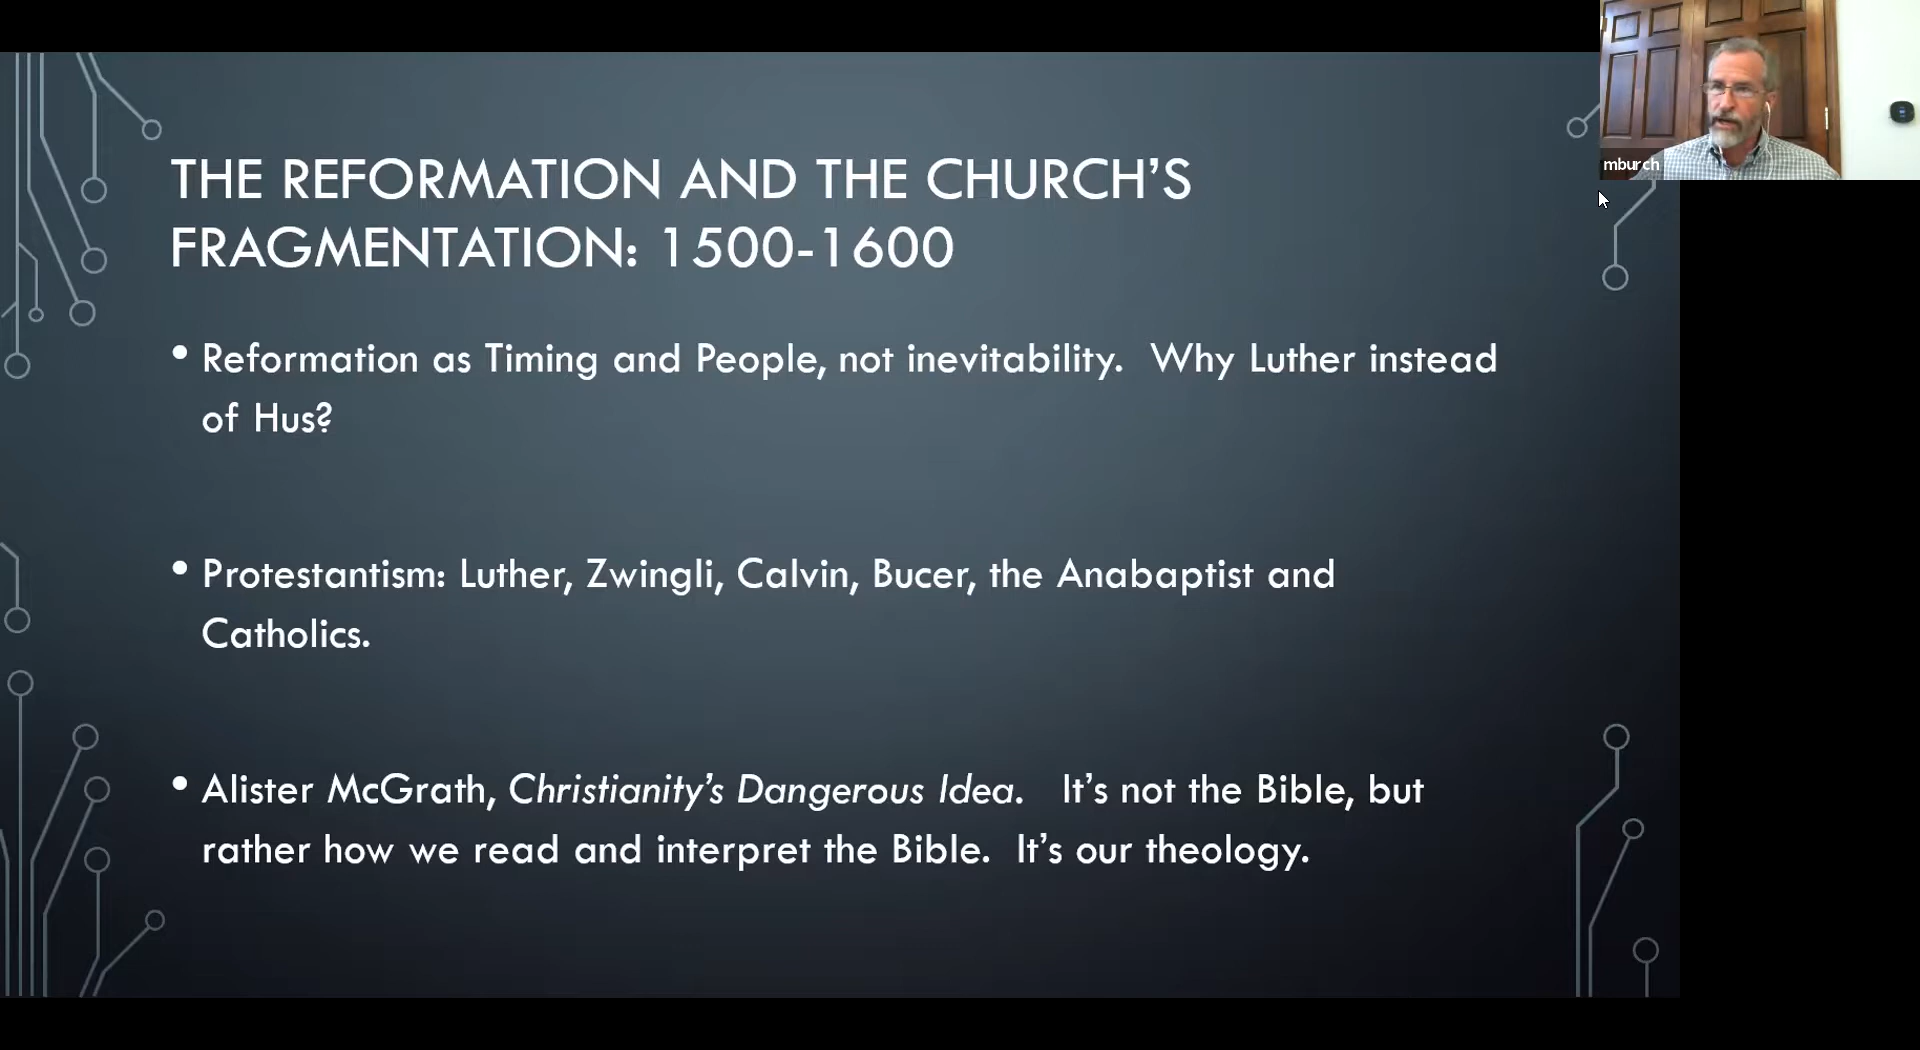 mburch
THE REFORMATION AND THE CHURCH’S
FRAGMENTATION: 1500-1600
• Reformation as Timing and People, not inevitability.  Why Luther instead
of Hus?
• Protestantism: Luther, Zwingli, Calvin, Bucer, the Anabaptist and
Catholics.
• Alister McGrath, Christianity’s Dangerous Idea.   It’s not the Bible, but
rather how we read and interpret the Bible.  It’s our theology.